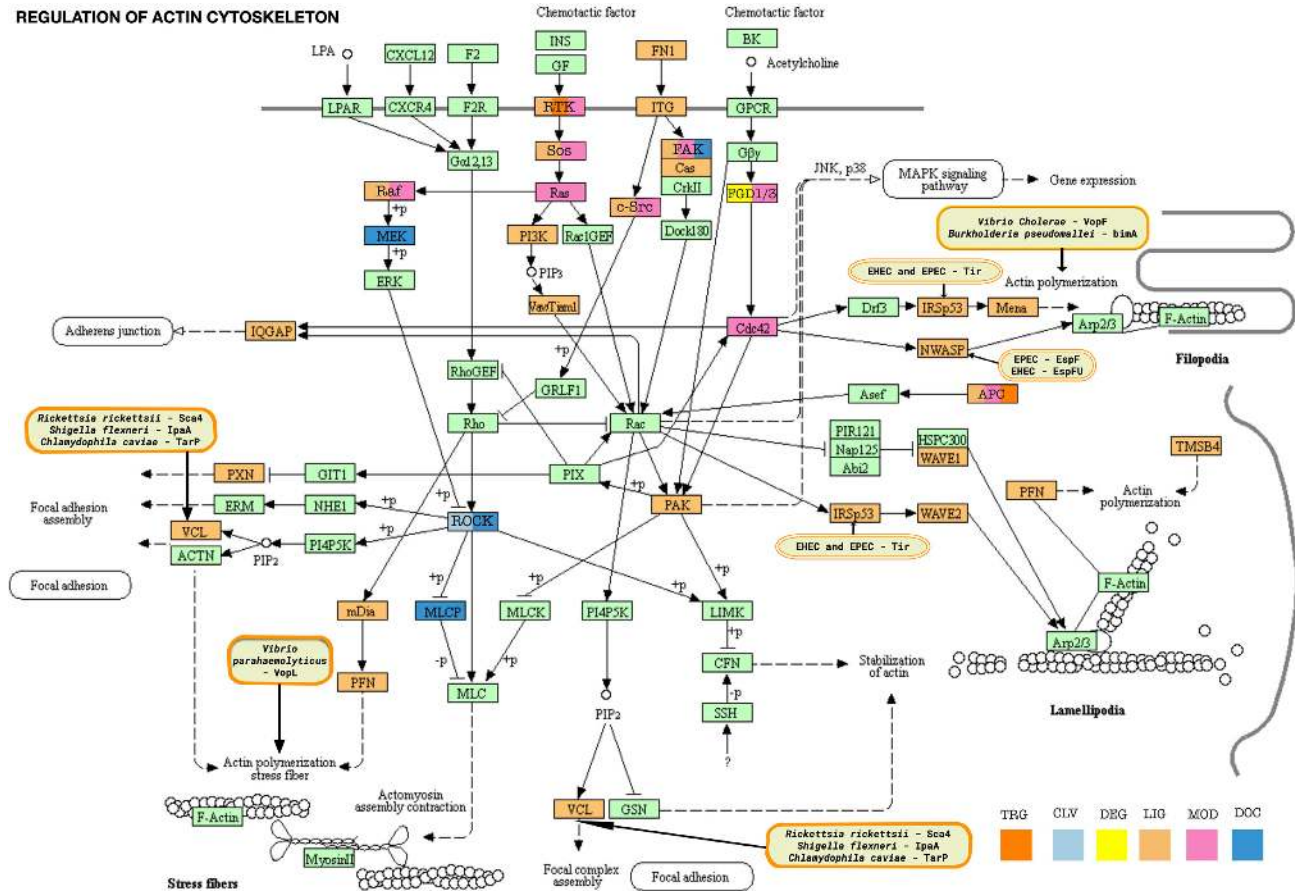 REGULATION OF ACTIN CYTOSKELETON
Chemotactic factor
Chemotactic factor
LPA
CXCL12
F2
INS
GF
FN1
BK
Acetylcholine
LPAR
CXCR4
F2R
RTK
ITG
GPCR
Gα12,13
Sos
FAK
Cas
CrkII
Gβγ
JNK, p38
MAPK signaling
pathway
Gene expression
Raf
Ras
c-Src
FGD1/3
+p
MEK
+p
ERK
PI3K
Rac1GEF
Dock180
PIP3
Vav/Tiam1
Vibrio Cholerae - VopF
Burkholderia pseudomallei - bimA
EHEC and EPEC - Tir
Actin polymerization
Drf3
IRSp53
Mena
Arp2/3
F-Actin
Adherens junction
IQGAP
Cdc42
NWASP
EPEC - EspF
EHEC - EspFU
Filopodia
+p
RhoGEF
GRLF1
Asef
APC
Rickettsia rickettsii - Sca4
Shigella flexneri - IpaA
Chlamydophila caviae - TarP
Rho
Rac
PIR121
Nap125
Abi2
HSPC300
WAVE1
TMSB4
PXN
GIT1
PIX
+p
PAK
PFN
Actin
polymerization
Focal adhesion
assembly
ERM
NHE1
+p
+p
ROCK
IRSp53
WAVE2
VCL
ACTN
PIP2
PI4P5K
+p
EHEC and EPEC - Tir
Focal adhesion
+p
+p
+p
+p
F-Actin
mDia
MLCP
MLCK
PI4P5K
LIMK
+p
Arp2/3
Vibrio
parahaemolyticus
- VopL
-p
+p
CFN
Stabilization
of actin
PFN
MLC
-p
SSH
Lamellipodia
PIP2
?
Actin polymerization
stress fiber
Actomyosin
assembly contraction
F-Actin
VCL
GSN
MyosinII
Rickettsia rickettsii - Sca4
Shigella flexneri - IpaA
Chlamydophila caviae - TarP
TRG
CLV
DEG
LIG
MOD
DOC
Stress fibers
Focal complex
assembly
Focal adhesion